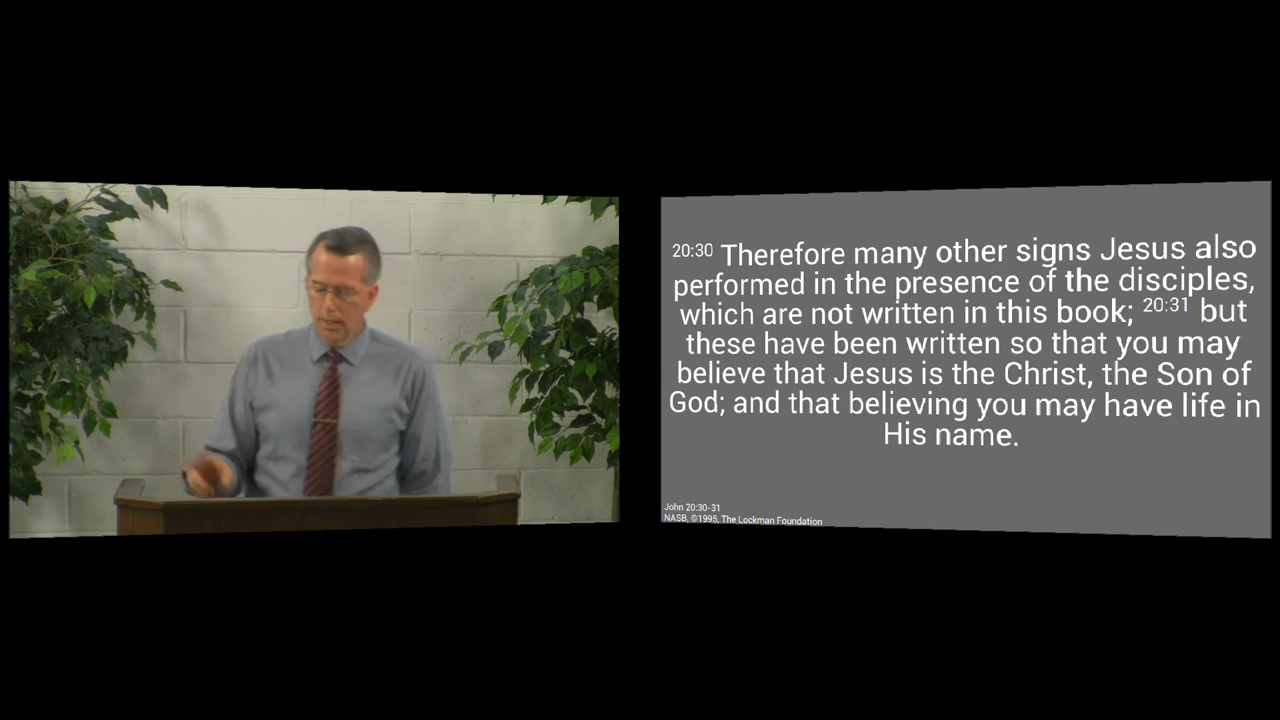 20:30 Therefore many other signs Jesus also
performed in the presence of the disciples,
which are not written in this book; 20:31 but
these have been written so that you may
believe that Jesus is the Christ, the Son of
God; and that believing you may have life in
His name.
John 20:30-31
NASB, ©1995, The Lockman Foundation